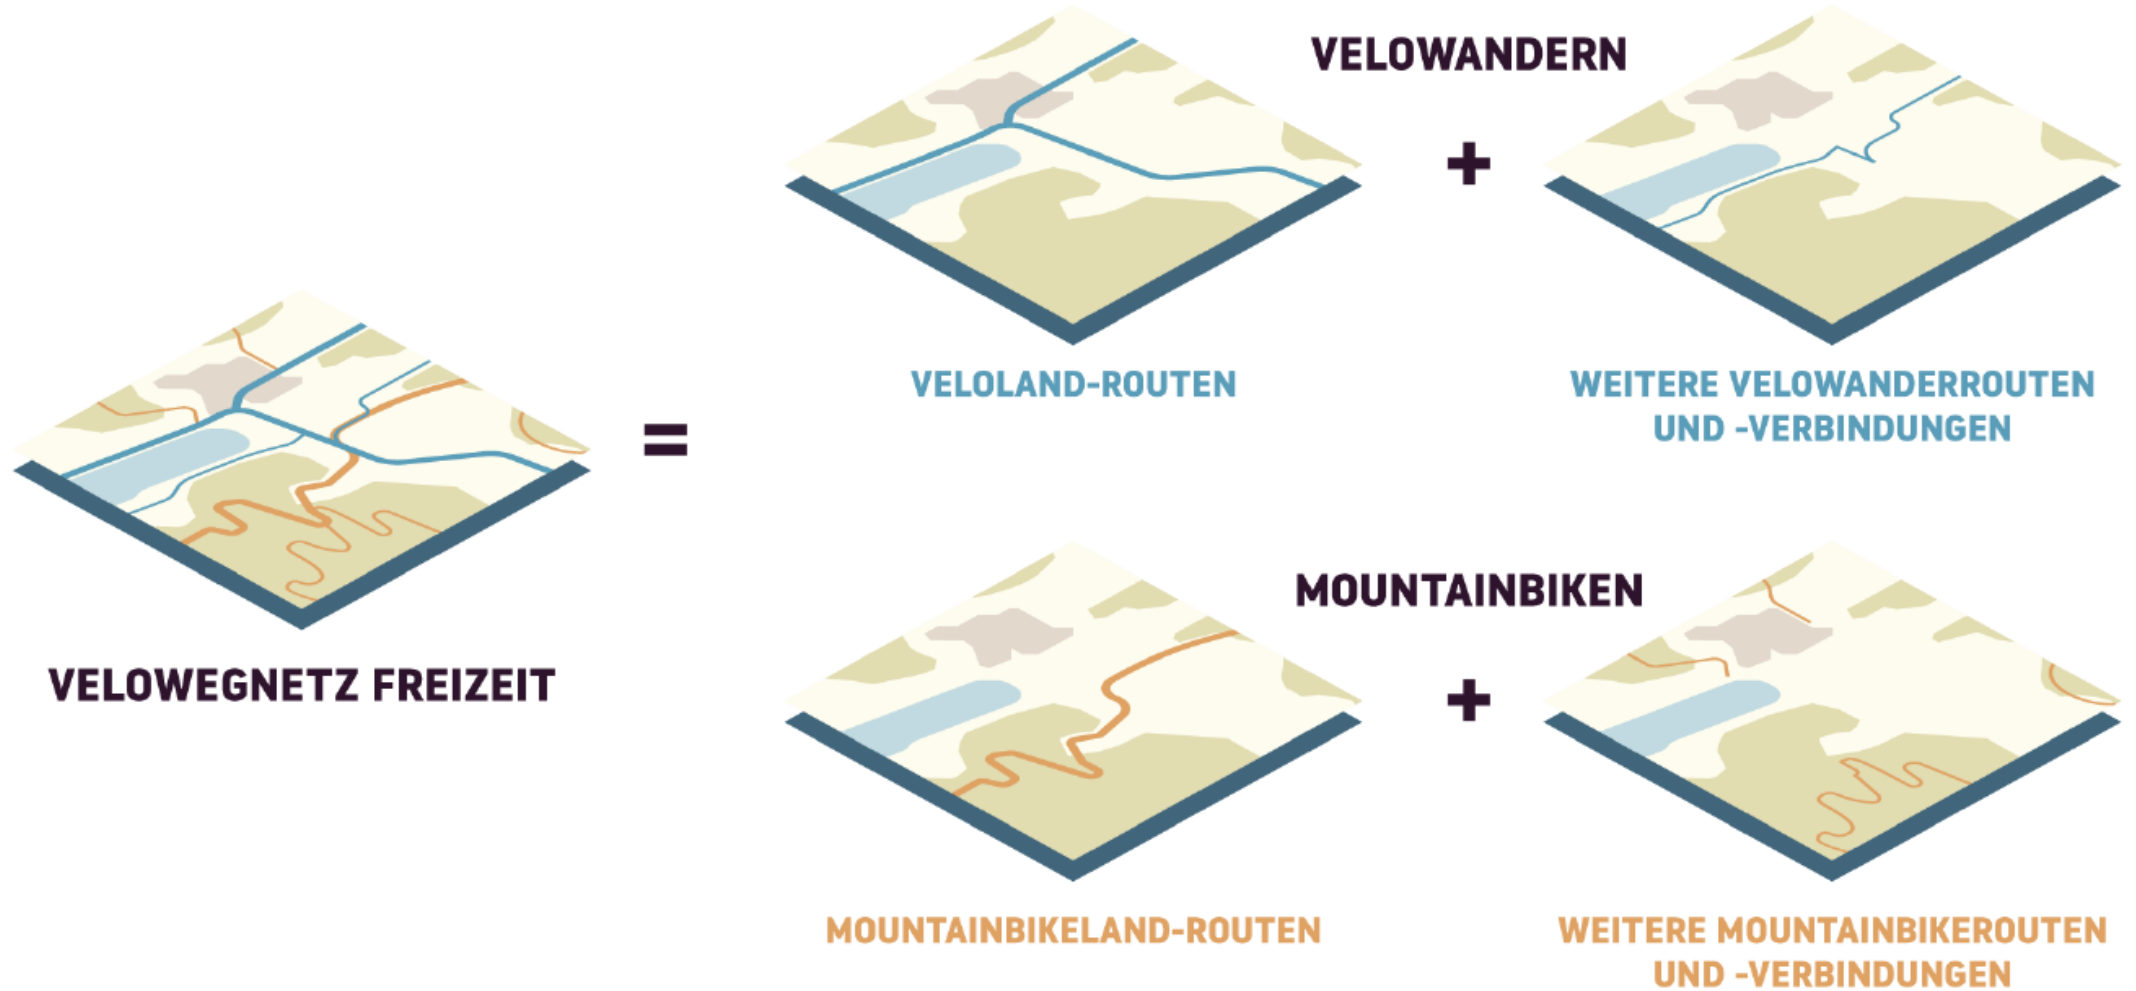 VELOWANDERN
+
VELOLAND-ROUTEN
WEITERE VELOWANDERROUTEN
UND -VERBINDUNGEN
=
VELOWEGNETZ FREIZEIT
MOUNTAINBIKEN
+
MOUNTAINBIKELAND-ROUTEN
WEITERE MOUNTAINBIKEROUTEN
UND -VERBINDUNGEN